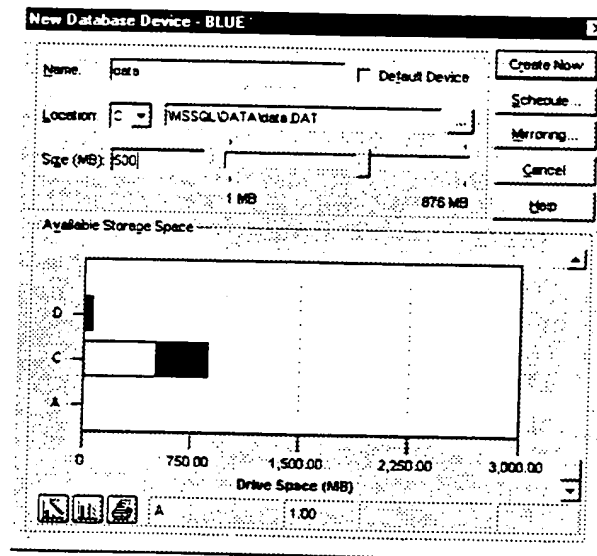 New Database Device - BLUE
Name: data
Default Device
Create Now
Location: C \MSSQL\DATA\data.DAT ...
Schedule...
Mirroring...
Size (MB): 500
1 MB 876 MB
Cancel
Help
Available Storage Space
D
C
A
0 750.00 1,500.00 2,250.00 3,000.00
Drive Space (MB)
A 1.00